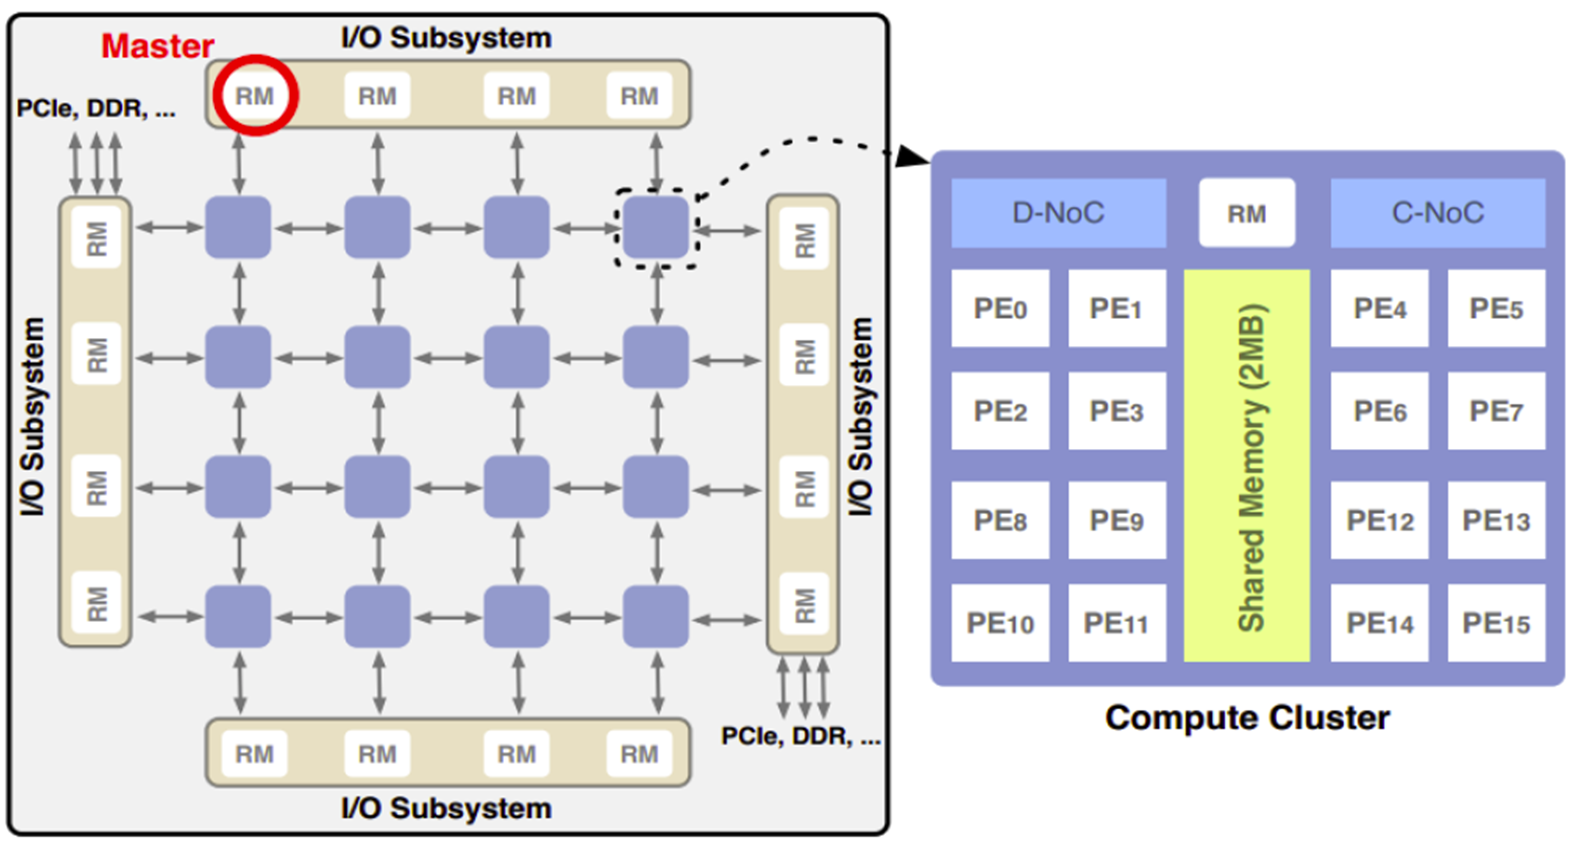 Master
I/O Subsystem
RM RM RM RM
PCIe, DDR, ...
I/O Subsystem
RM
RM
RM
RM
RM
RM
RM
RM
I/O Subsystem
PCIe, DDR, ...
RM RM RM RM
I/O Subsystem
D-NoC RM C-NoC
PE0 PE1 PE4 PE5
PE2 PE3 PE6 PE7
PE8 PE9 PE12 PE13
PE10 PE11 PE14 PE15
Shared Memory (2MB)
Compute Cluster